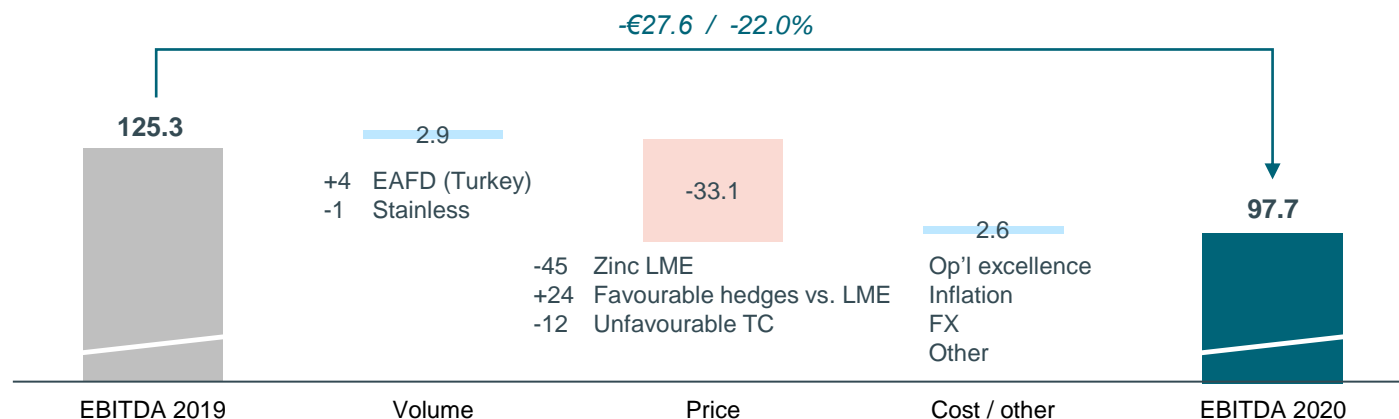 -€27.6 / -22.0%
125.3
2.9
+4 EAFD (Turkey)
-1 Stainless
-33.1
-45 Zinc LME
+24 Favourable hedges vs. LME
-12 Unfavourable TC
2.6
Op'l excellence
Inflation
FX
Other
97.7
EBITDA 2019 Volume Price Cost / other EBITDA 2020